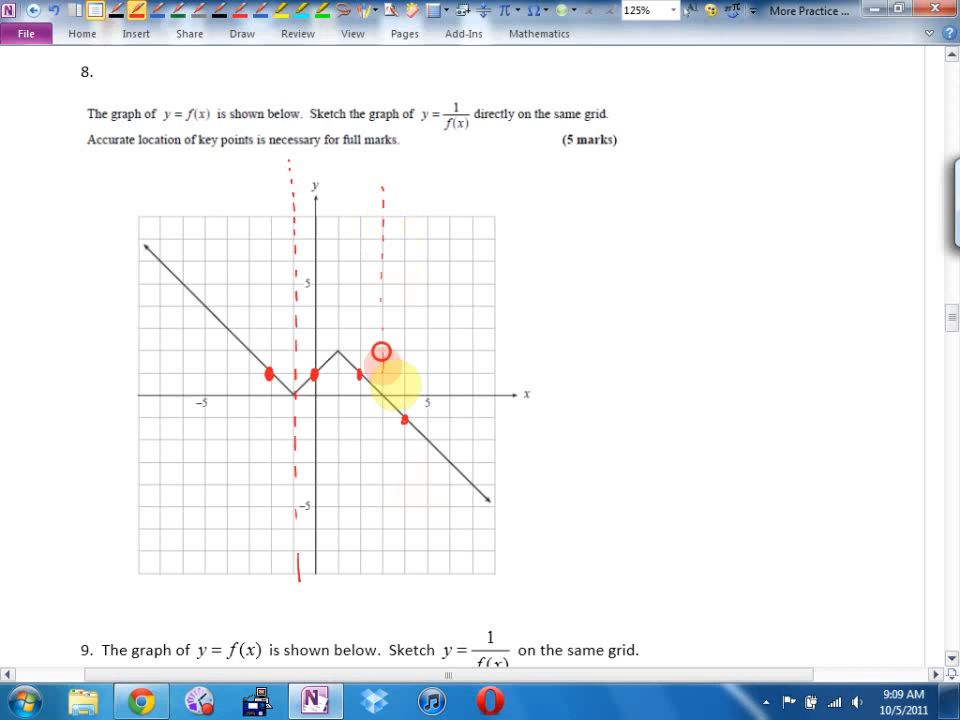 125%
More Practice ...
File Home Insert Share Draw Review View Pages Add-Ins Mathematics
8.
The graph of y = f(x) is shown below. Sketch the graph of y = 1/f(x) directly on the same grid.
Accurate location of key points is necessary for full marks. (5 marks)
y
5
-5 5 x
-5
9. The graph of y = f(x) is shown below. Sketch y = 1/f(x) on the same grid.
9:09 AM
10/5/2011